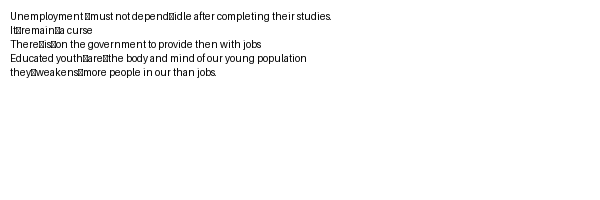 Unemployment must not depend idle after completing their studies.
It remain a curse
There is on the government to provide then with jobs
Educated youth are the body and mind of our young population
they weakens more people in our than jobs.